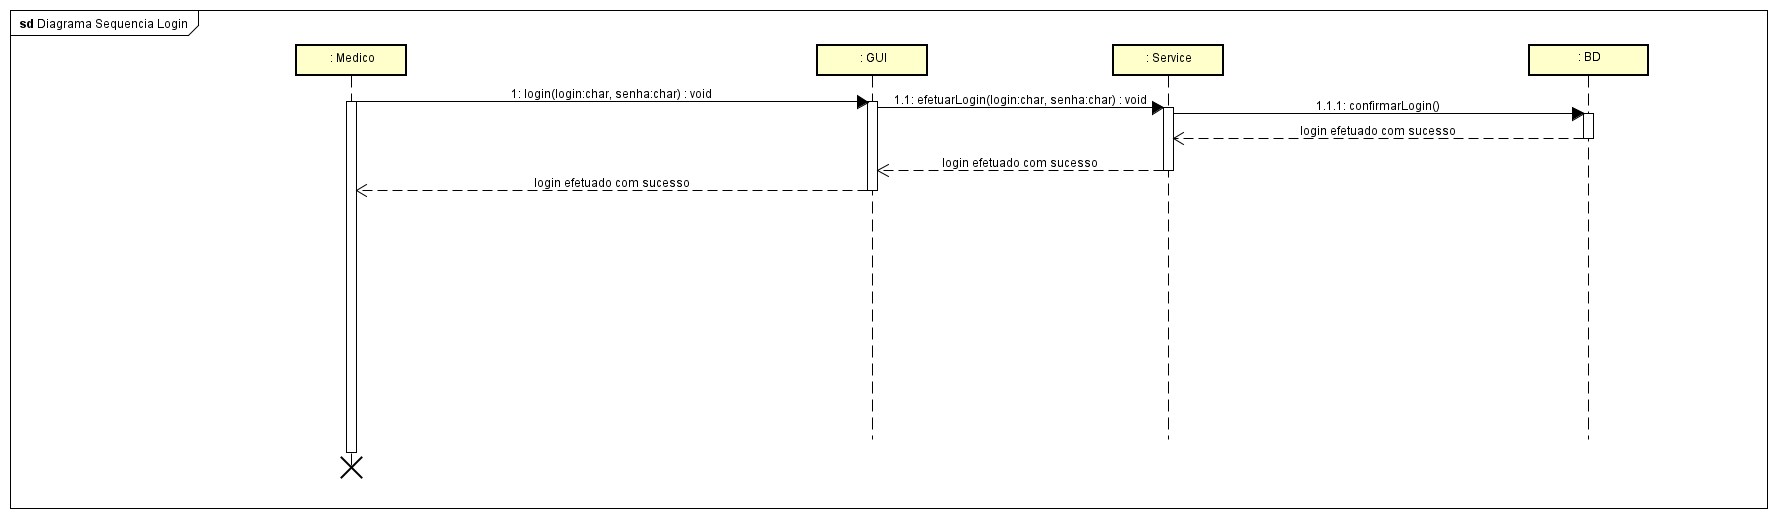 sd Diagrama Sequencia Login
: Medico
: GUI
: Service
: BD
1: login(login:char, senha:char) : void
1.1: efetuarLogin(login:char, senha:char) : void
1.1.1: confirmarLogin()
login efetuado com sucesso
login efetuado com sucesso
login efetuado com sucesso